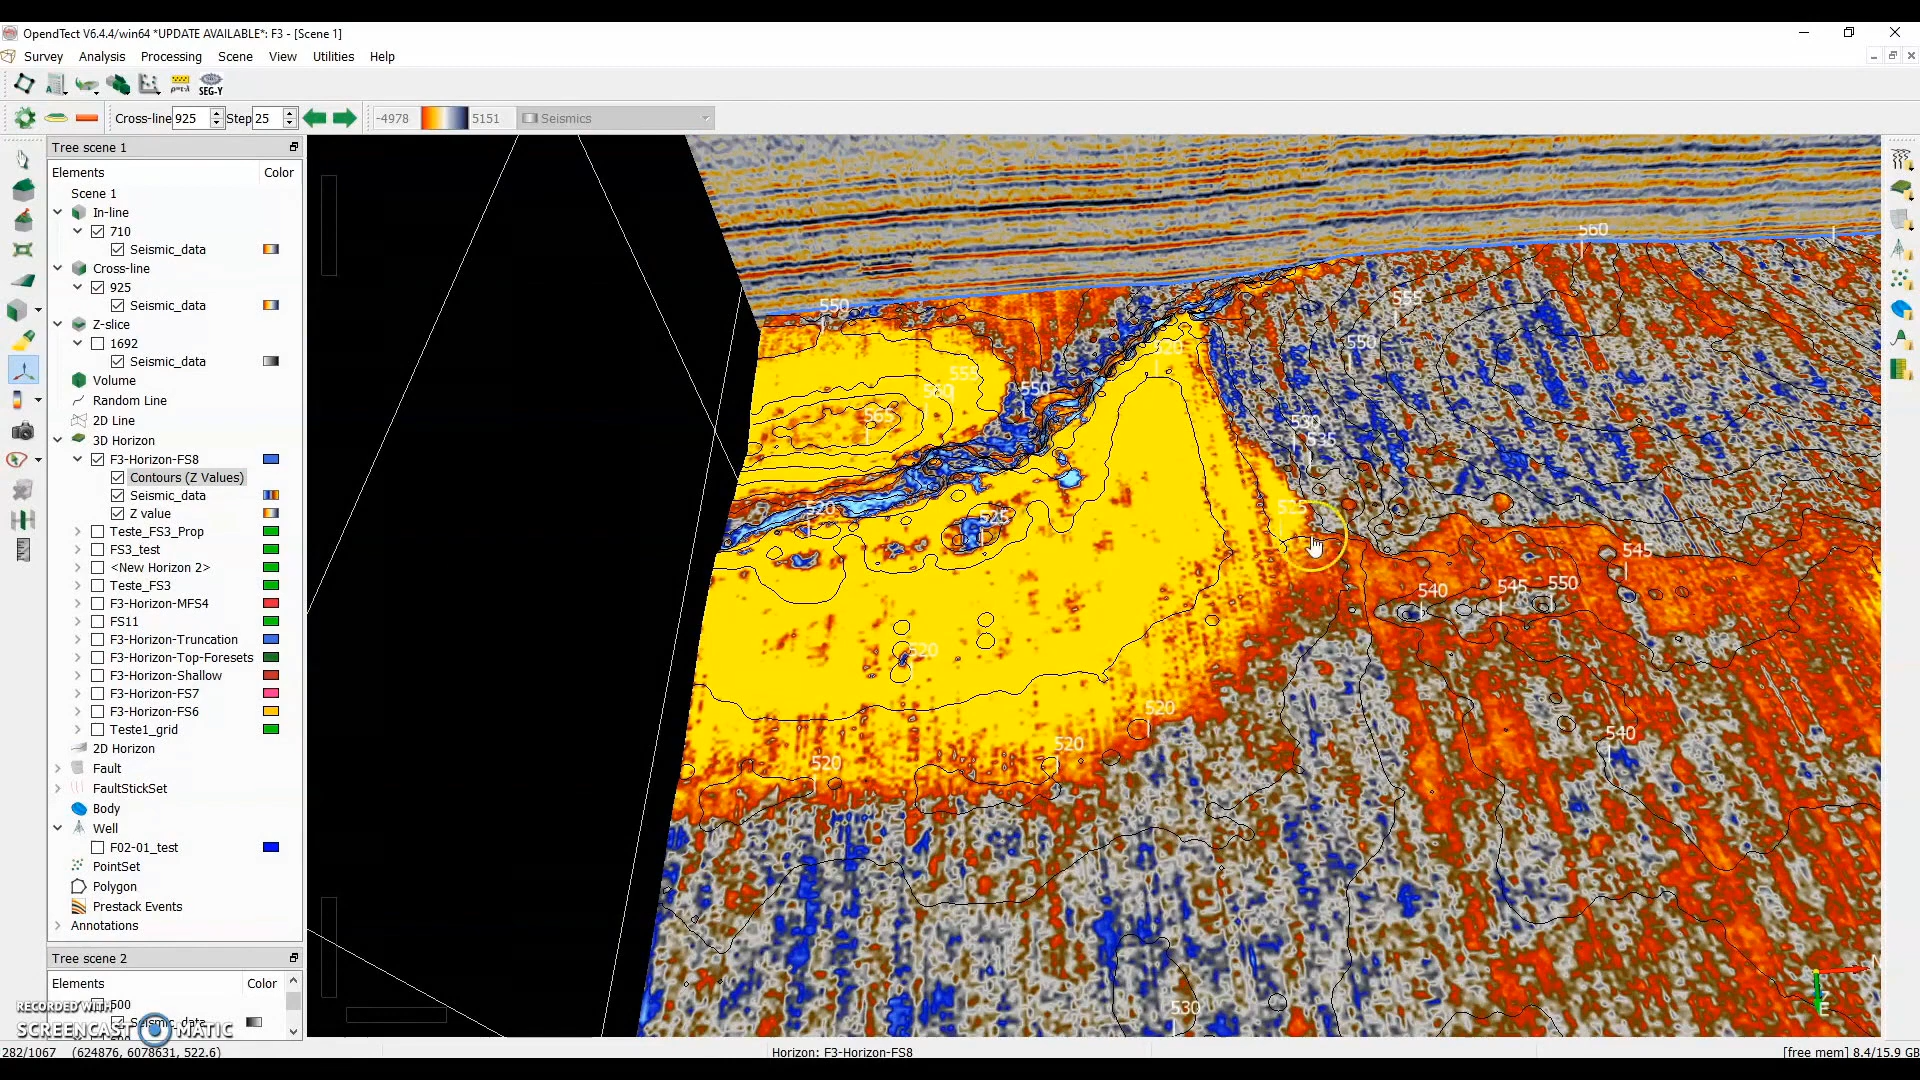 OpendTect V6.4.4/win64 *UPDATE AVAILABLE*: F3 - [Scene 1]
Survey Analysis Processing Scene View Utilities Help
SEG-Y
Cross-line 925 Step 25 -4978 5151 Seismics
Tree scene 1
Elements Color
Scene 1
In-line
710
Seismic_data
Cross-line
925
Seismic_data
Z-slice
1692
Seismic_data
Volume
Random Line
2D Line
3D Horizon
F3-Horizon-FS8
Contours (Z Values)
Seismic_data
Z value
Teste_FS3_Prop
FS3_test
<New Horizon 2>
Teste_FS3
F3-Horizon-MFS4
FS11
F3-Horizon-Truncation
F3-Horizon-Top-Foresets
F3-Horizon-Shallow
F3-Horizon-FS7
F3-Horizon-FS6
Teste1_grid
2D Horizon
Fault
FaultStickSet
Body
Well
F02-01_test
PointSet
Polygon
Prestack Events
Annotations
Tree scene 2
Elements Color
500
Seismic_data
RECORDED WITH
SCREENCAST MATIC
560
550
555
550
520
555
560
550
565
530
535
520
525
525
545
540
545
550
520
520
520
540
520
530
E
282/1067 (624876, 6078631, 522.6) Horizon: F3-Horizon-FS8 [free mem] 8.4/15.9 GB